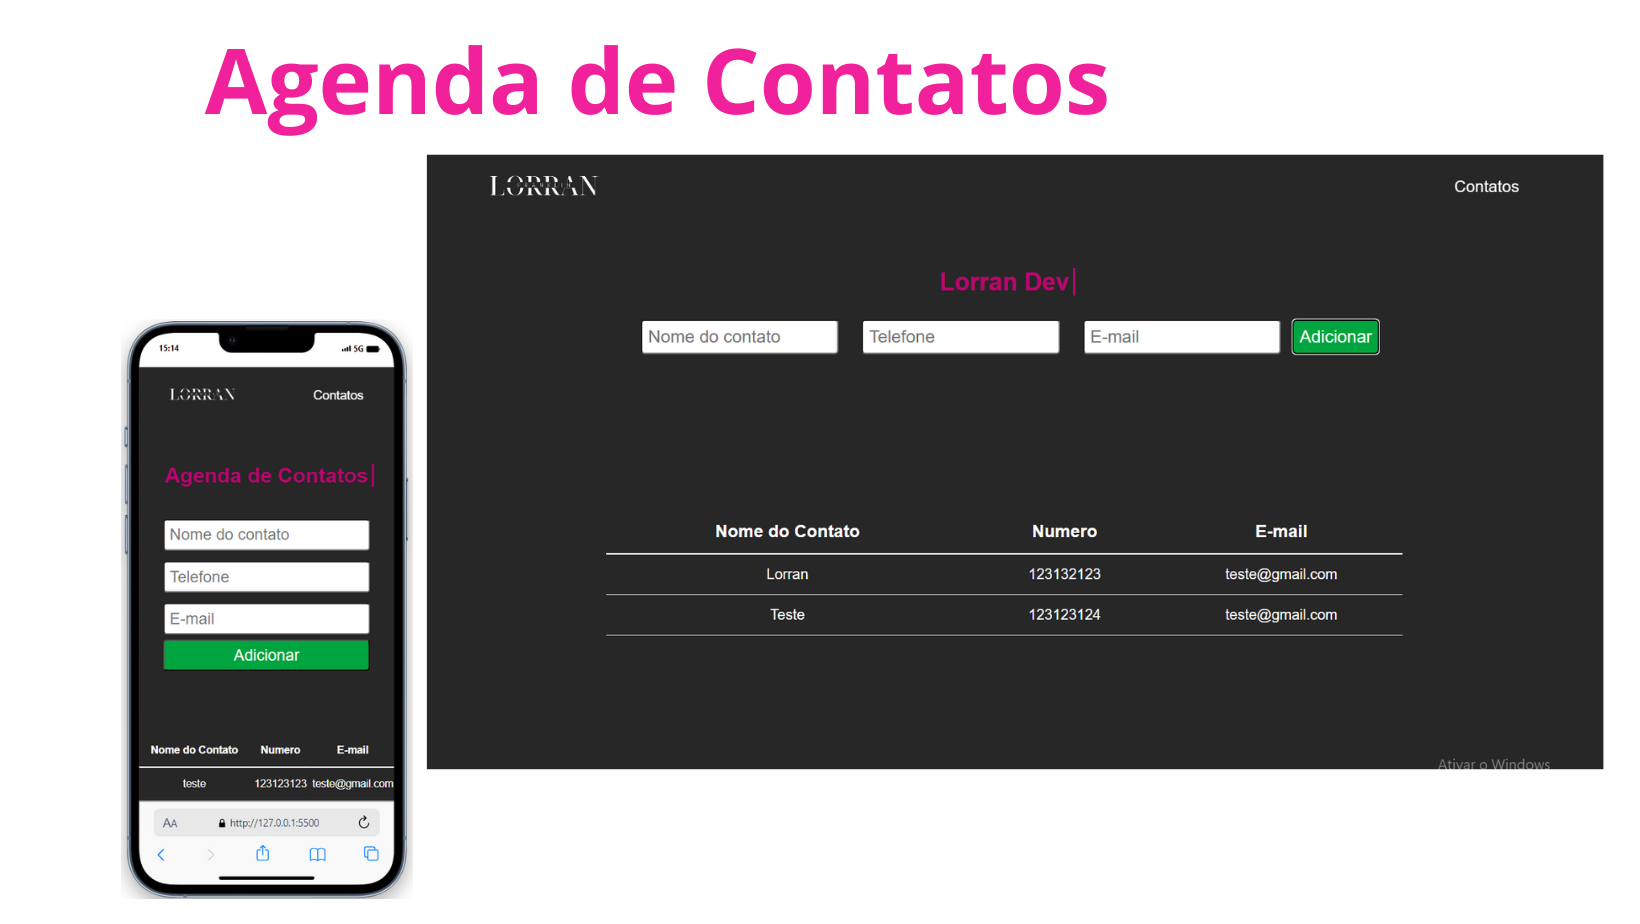 Agenda de Contatos
LORRAN
FRANKLIN
Contatos
Lorran Dev
Nome do contato
Telefone
E-mail
Adicionar
Nome do Contato Numero E-mail
Lorran 123132123 teste@gmail.com
Teste 123123124 teste@gmail.com
Ativar o Windows
15:14 5G
LORRAN Contatos
Agenda de Contatos
Nome do contato
Telefone
E-mail
Adicionar
Nome do Contato Numero E-mail
teste 123123123 teste@gmail.com
AA http://127.0.0.1:5500